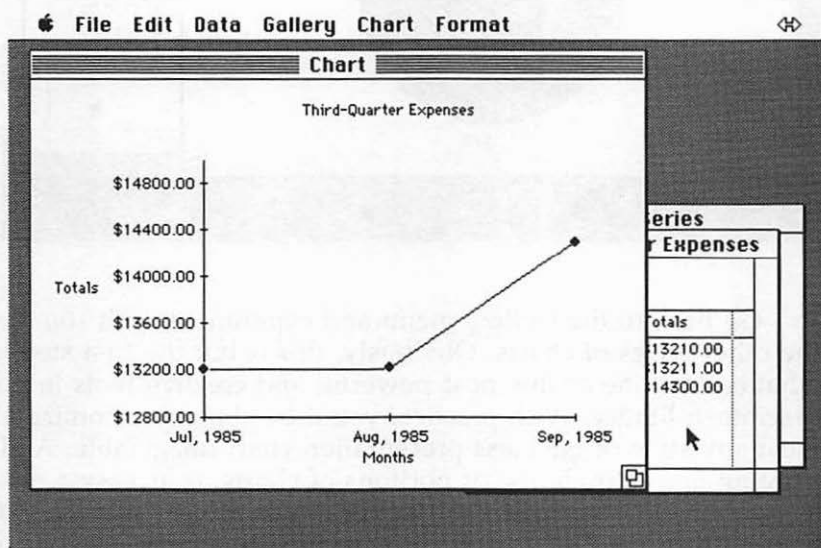 File Edit Data Gallery Chart Format
Chart
Third-Quarter Expenses
$14800.00
$14400.00
$14000.00
Totals
$13600.00
$13200.00
$12800.00
Jul, 1985 Aug, 1985 Sep, 1985
Months
eries
r Expenses
otals
13210.00
13211.00
14300.00